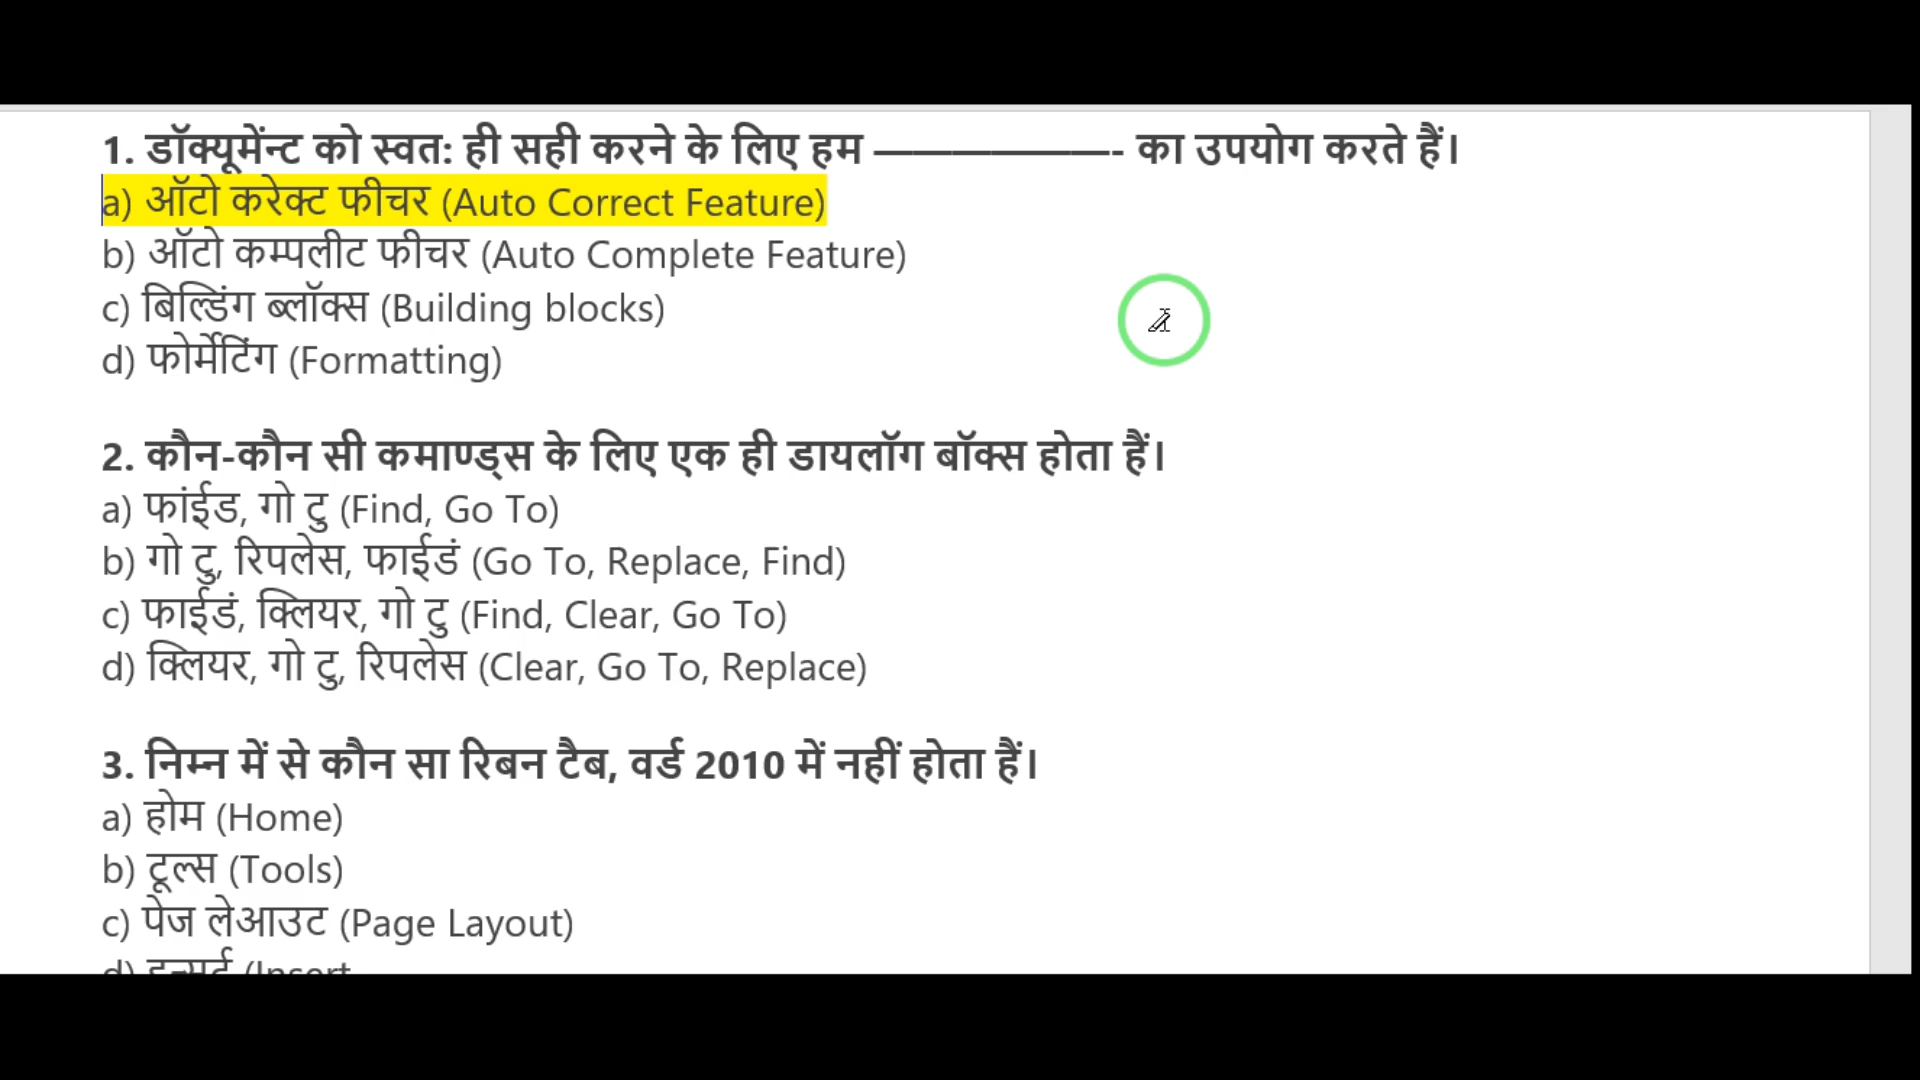 1. डॉक्यूमेंन्ट को स्वत: ही सही करने के लिए हम ——————- का उपयोग करते हैं।
a) ऑटो करेक्ट फीचर (Auto Correct Feature)
b) ऑटो कम्पलीट फीचर (Auto Complete Feature)
c) बिल्डिंग ब्लॉक्स (Building blocks)
d) फोर्मेटिंग (Formatting)
2. कौन-कौन सी कमाण्ड्स के लिए एक ही डायलॉग बॉक्स होता हैं।
a) फांईड, गो टु (Find, Go To)
b) गो टु, रिपलेस, फाईडं (Go To, Replace, Find)
c) फाईडं, क्लियर, गो टु (Find, Clear, Go To)
d) क्लियर, गो टु, रिपलेस (Clear, Go To, Replace)
3. निम्न में से कौन सा रिबन टैब, वर्ड 2010 में नहीं होता हैं।
a) होम (Home)
b) टूल्स (Tools)
c) पेज लेआउट (Page Layout)
d) इन्सर्ट (Insert